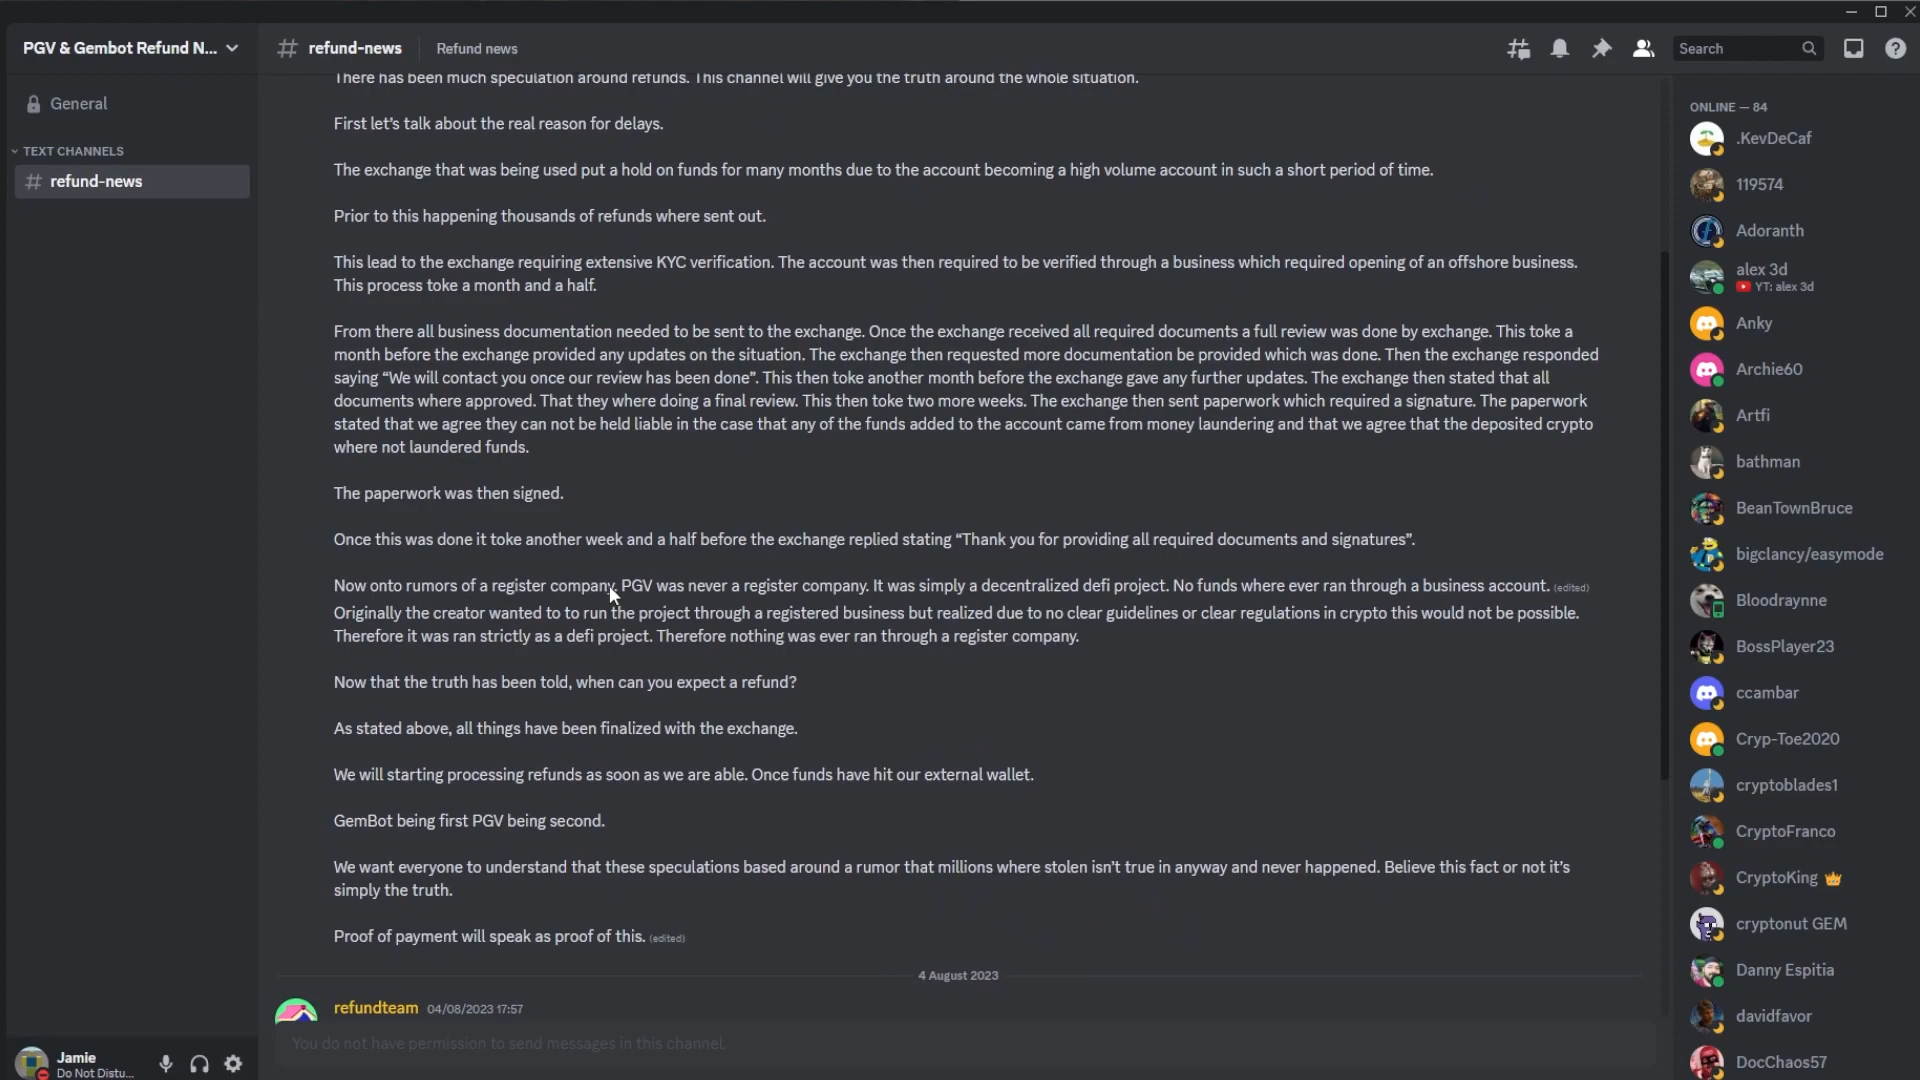 PGV & Gembot Refund N...
refund-news
Refund news
Search
General
TEXT CHANNELS
refund-news
There has been much speculation around refunds. This channel will give you the truth around the whole situation.
First let's talk about the real reason for delays.
The exchange that was being used put a hold on funds for many months due to the account becoming a high volume account in such a short period of time.
Prior to this happening thousands of refunds where sent out.
This lead to the exchange requiring extensive KYC verification. The account was then required to be verified through a business which required opening of an offshore business.
This process toke a month and a half.
From there all business documentation needed to be sent to the exchange. Once the exchange received all required documents a full review was done by exchange. This toke a
month before the exchange provided any updates on the situation. The exchange then requested more documentation be provided which was done. Then the exchange responded
saying “We will contact you once our review has been done”. This then toke another month before the exchange gave any further updates. The exchange then stated that all
documents where approved. That they where doing a final review. This then toke two more weeks. The exchange then sent paperwork which required a signature. The paperwork
stated that we agree they can not be held liable in the case that any of the funds added to the account came from money laundering and that we agree that the deposited crypto
where not laundered funds.
The paperwork was then signed.
Once this was done it toke another week and a half before the exchange replied stating “Thank you for providing all required documents and signatures”.
Now onto rumors of a register company. PGV was never a register company. It was simply a decentralized defi project. No funds where ever ran through a business account. (edited)
Originally the creator wanted to to run the project through a registered business but realized due to no clear guidelines or clear regulations in crypto this would not be possible.
Therefore it was ran strictly as a defi project. Therefore nothing was ever ran through a register company.
Now that the truth has been told, when can you expect a refund?
As stated above, all things have been finalized with the exchange.
We will starting processing refunds as soon as we are able. Once funds have hit our external wallet.
GemBot being first PGV being second.
We want everyone to understand that these speculations based around a rumor that millions where stolen isn't true in anyway and never happened. Believe this fact or not it's
simply the truth.
Proof of payment will speak as proof of this. (edited)
4 August 2023
refundteam 04/08/2023 17:57
You do not have permission to send messages in this channel.
Jamie
Do Not Distu...
ONLINE — 84
.KevDeCaf
119574
Adoranth
alex 3d
YT: alex 3d
Anky
Archie60
Artfi
bathman
BeanTownBruce
bigclancy/easymode
Bloodraynne
BossPlayer23
ccambar
Cryp-Toe2020
cryptoblades1
CryptoFranco
CryptoKing
cryptonut GEM
Danny Espitia
davidfavor
DocChaos57